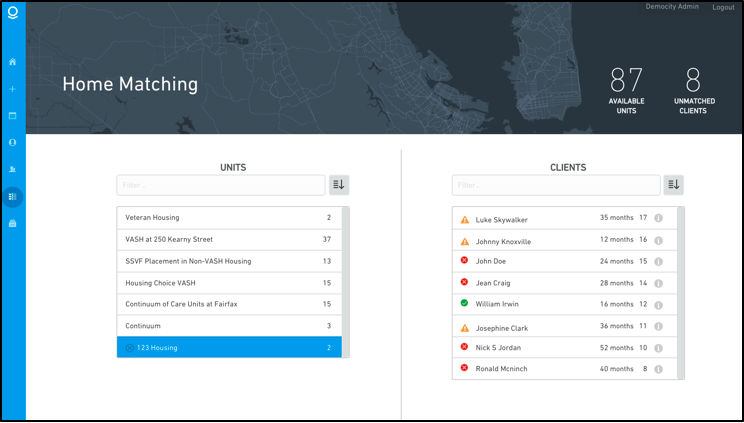 Democity Admin Logout
Home Matching
87
AVAILABLE
UNITS
8
UNMATCHED
CLIENTS
UNITS
Filter...
Veteran Housing 2
VASH at 250 Kearny Street 37
SSVF Placement in Non-VASH Housing 13
Housing Choice VASH 15
Continuum of Care Units at Fairfax 15
Continuum 3
123 Housing 2
CLIENTS
Filter...
Luke Skywalker 35 months 17
Johnny Knoxville 12 months 16
John Doe 24 months 15
Jean Craig 28 months 14
William Irwin 16 months 12
Josephine Clark 36 months 11
Nick S Jordan 52 months 10
Ronald Mcninch 40 months 8